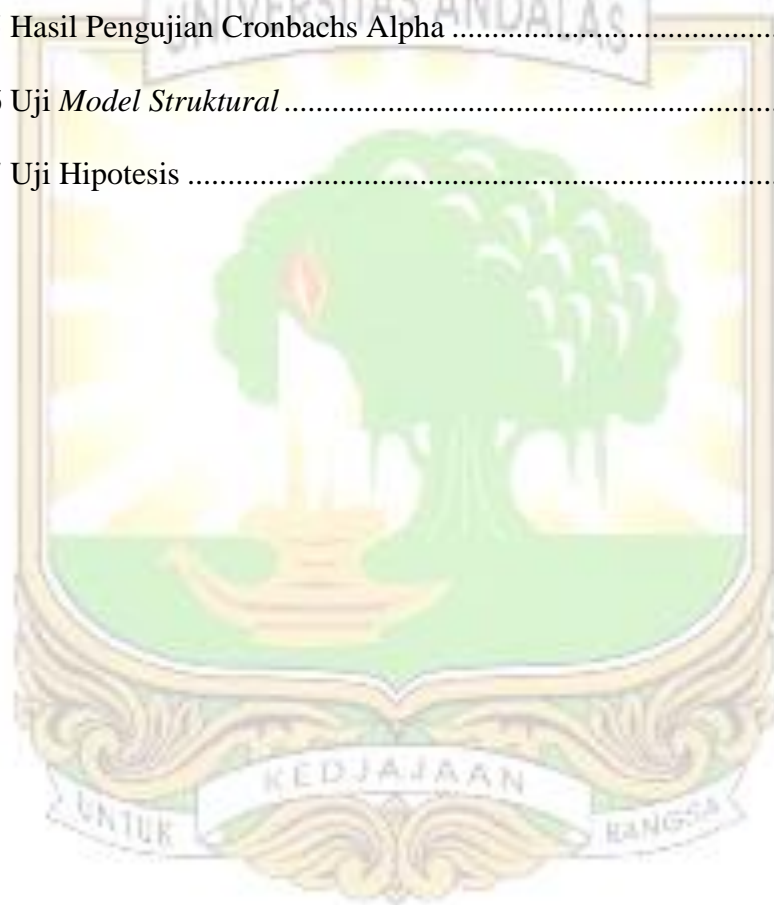 UNIVERSITAS ANDALAS
Hasil Pengujian Cronbachs Alpha ........................................
Uji Model Struktural ............................................................
Uji Hipotesis ........................................................................
KEDJAJAAN
UNTUK BANGSA